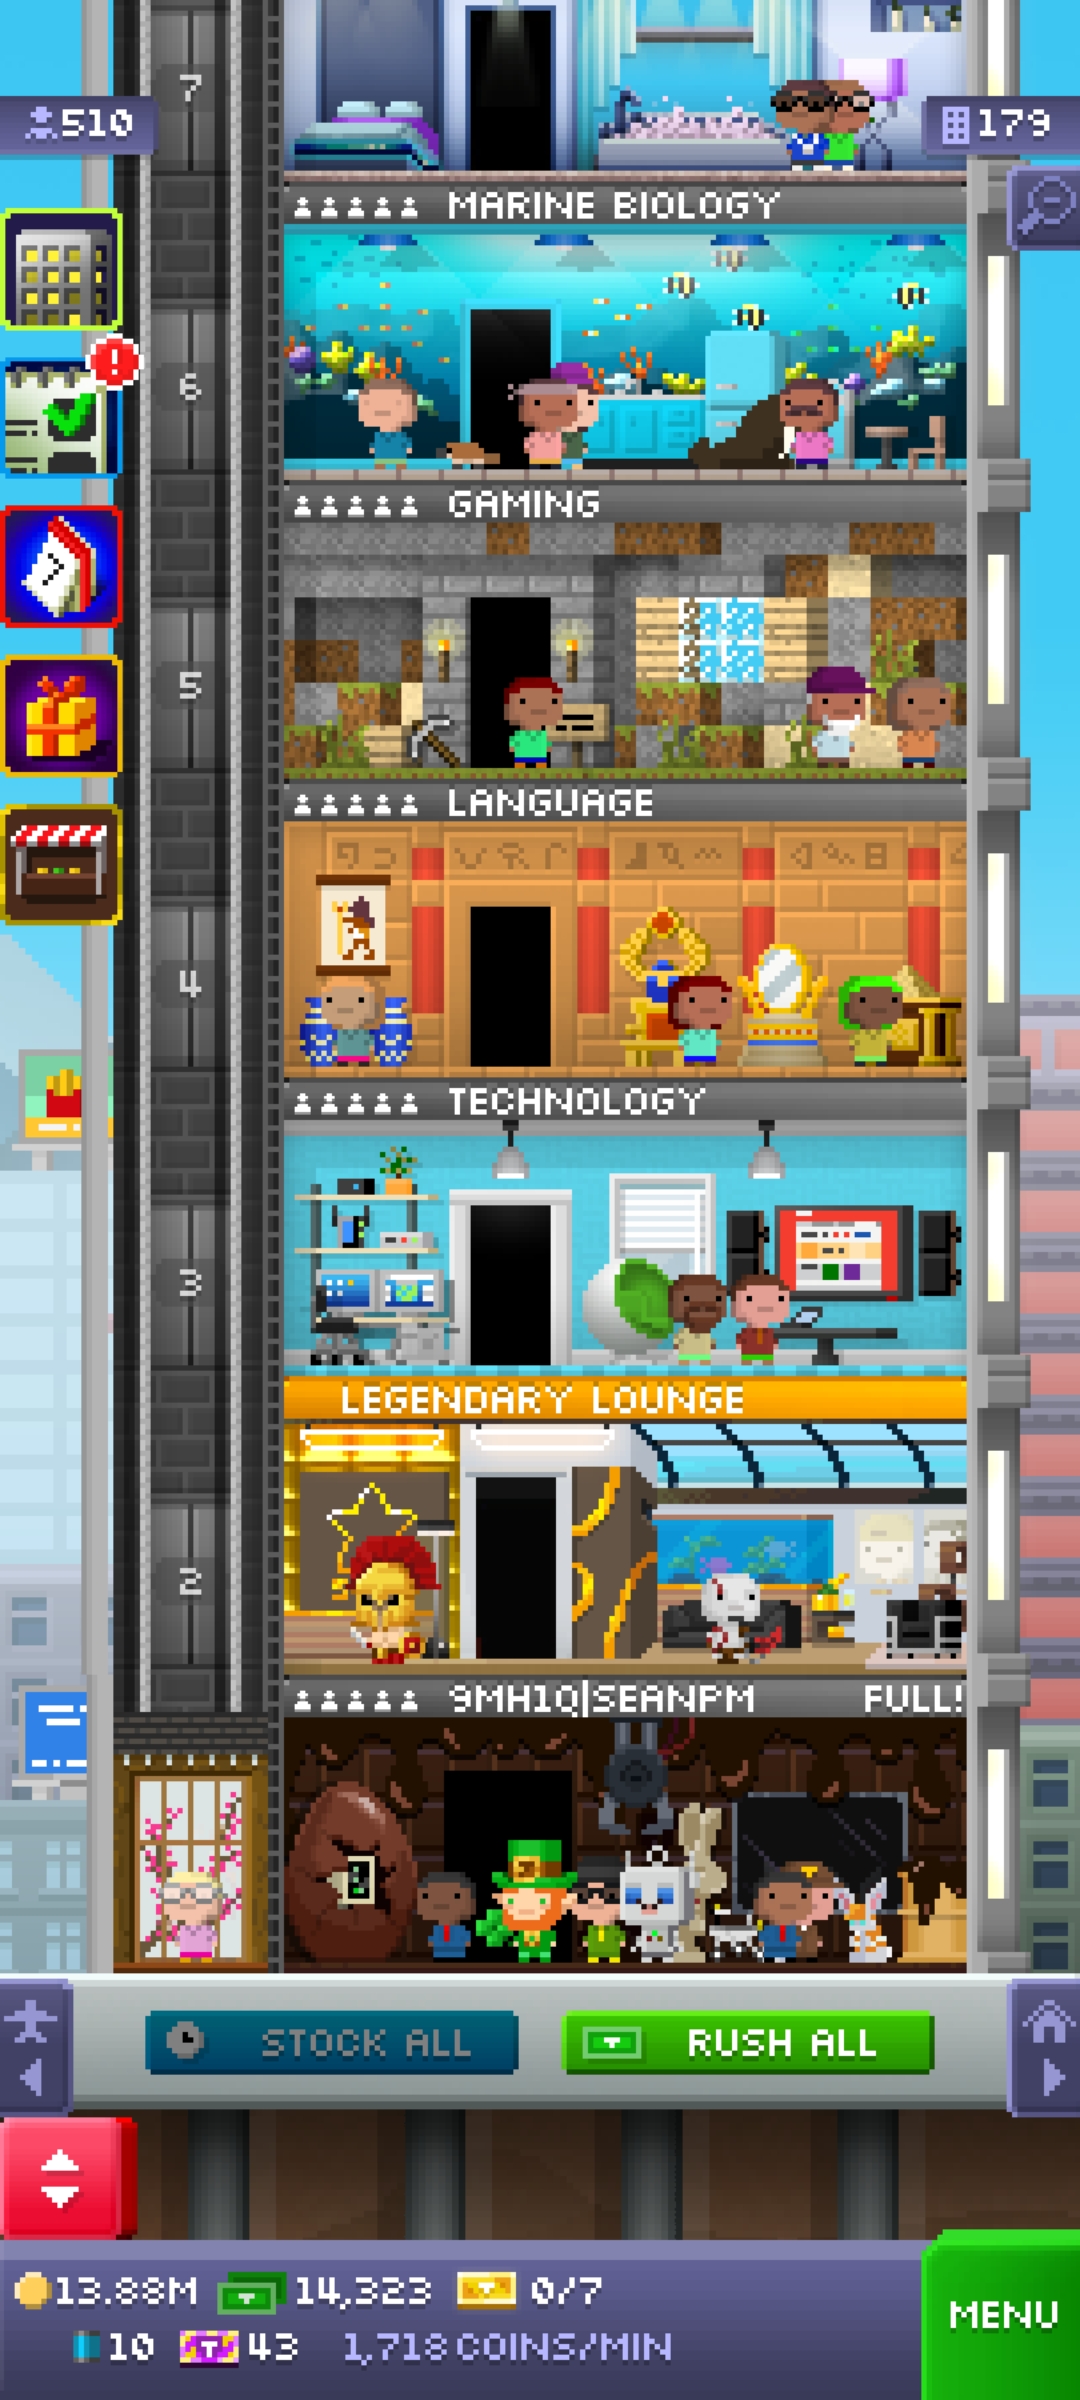 7
510
179
MARINE BIOLOGY
6
GAMING
7
5
LANGUAGE
4
TECHNOLOGY
3
LEGENDARY LOUNGE
2
9MH1Q|SEANPM FULL!
STOCK ALL
RUSH ALL
13.88M 14,323 0/7
10 43 1,718 COINS/MIN
MENU